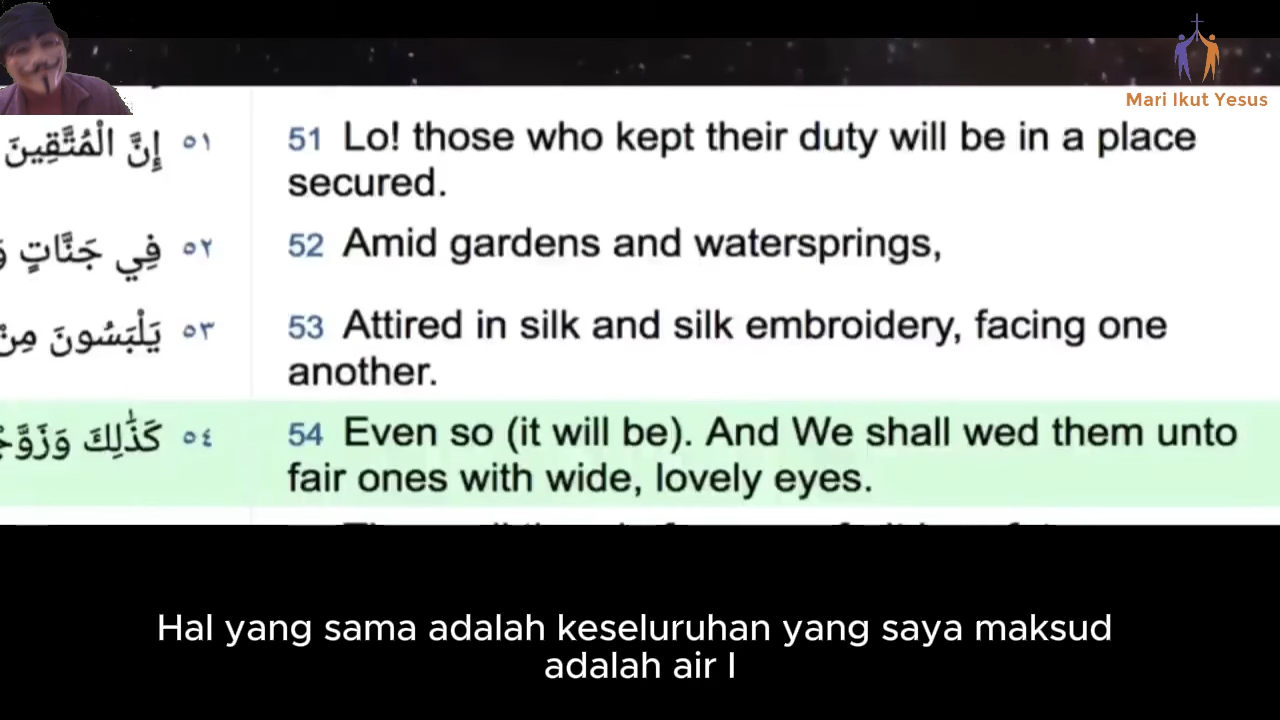 Mari Ikut Yesus
إِنَّ الْمُتَّقِينَ ٥١
51 Lo! those who kept their duty will be in a place
secured.
فِي جَنَّاتٍ ٥٢
52 Amid gardens and watersprings,
يَلْبَسُونَ ٥٣
53 Attired in silk and silk embroidery, facing one
another.
كَذَٰلِكَ ٥٤
54 Even so (it will be). And We shall wed them unto
fair ones with wide, lovely eyes.
Hal yang sama adalah keseluruhan yang saya maksud
adalah air l